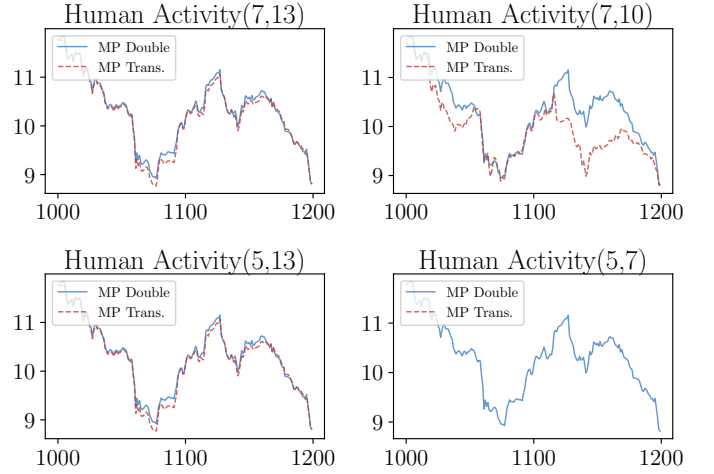 Human Activity(7,13)
MP Double
MP Trans.
11
10
9
1000
1100
1200
Human Activity(7,10)
MP Double
MP Trans.
11
10
9
1000
1100
1200
Human Activity(5,13)
MP Double
MP Trans.
11
10
9
1000
1100
1200
Human Activity(5,7)
MP Double
MP Trans.
11
10
9
1000
1100
1200